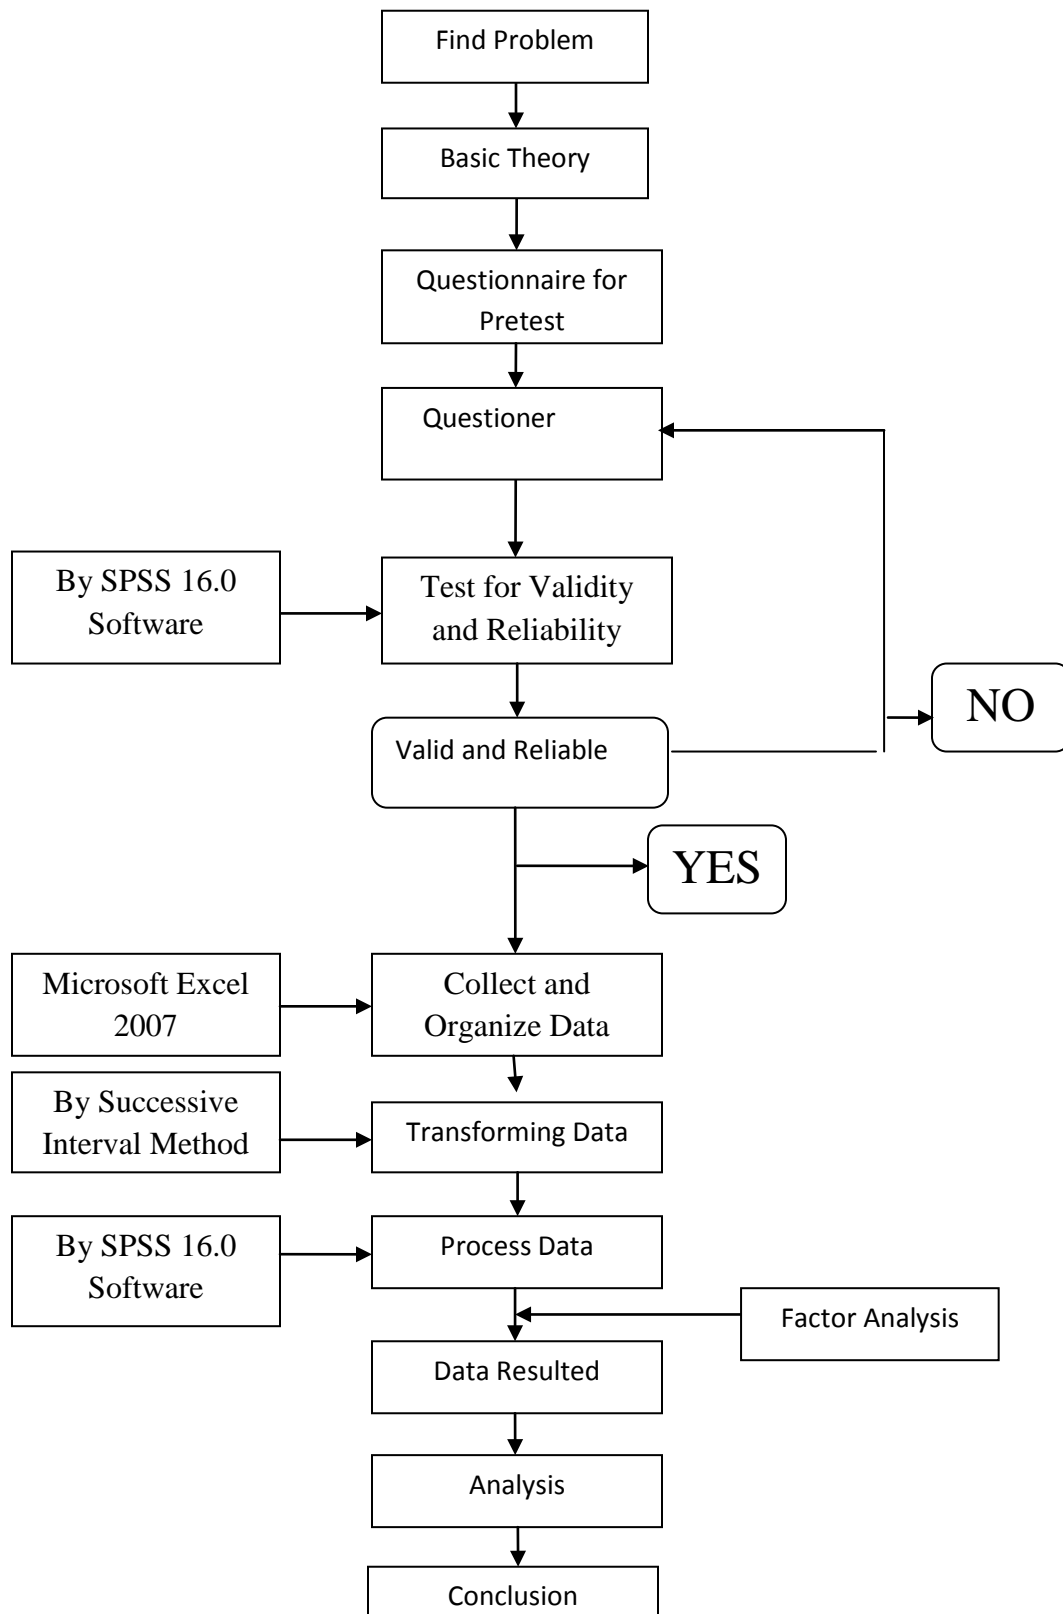 Find Problem
Basic Theory
Questionnaire for
Pretest
Questioner
By SPSS 16.0
Software
Test for Validity
and Reliability
NO
Valid and Reliable
YES
Microsoft Excel
2007
Collect and
Organize Data
By Successive
Interval Method
Transforming Data
By SPSS 16.0
Software
Process Data
Factor Analysis
Data Resulted
Analysis
Conclusion